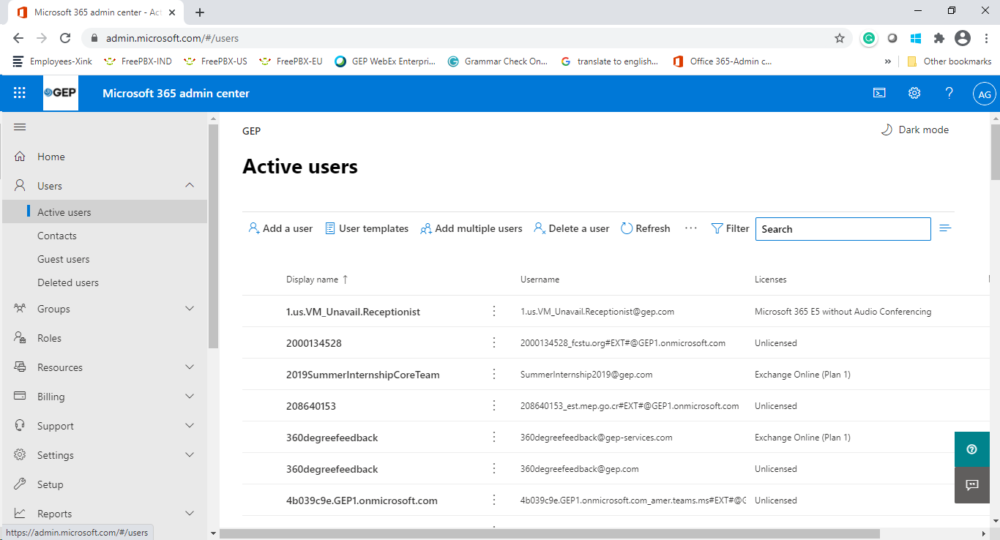 Microsoft 365 admin center - Act
admin.microsoft.com/#/users
Employees-Xink FreePBX-IND FreePBX-US FreePBX-EU GEP WebEx Enterpri... Grammar Check On... translate to english... Office 365-Admin c... » Other bookmarks
GEP Microsoft 365 admin center ? AG
GEP Dark mode
Active users
Home
Users
Active users
Contacts
Guest users
Deleted users
Groups
Roles
Resources
Billing
Support
Settings
Setup
Reports
https://admin.microsoft.com/#/users
Add a user User templates Add multiple users Delete a user Refresh ... Filter Search
Display name ↑ Username Licenses
1.us.VM_Unavail.Receptionist 1.us.VM_Unavail.Receptionist@gep.com Microsoft 365 E5 without Audio Conferencing
2000134528 2000134528_fcstu.org#EXT#@GEP1.onmicrosoft.com Unlicensed
2019SummerInternshipCoreTeam SummerInternship2019@gep.com Exchange Online (Plan 1)
208640153 208640153_est.mep.go.cr#EXT#@GEP1.onmicrosoft.com Unlicensed
360degreefeedback 360degreefeedback@gep-services.com Exchange Online (Plan 1)
360degreefeedback 360degreefeedback@gep.com Unlicensed
4b039c9e.GEP1.onmicrosoft.com 4b039c9e.GEP1.onmicrosoft.com_amer.teams.ms#EXT#@G Unlicensed